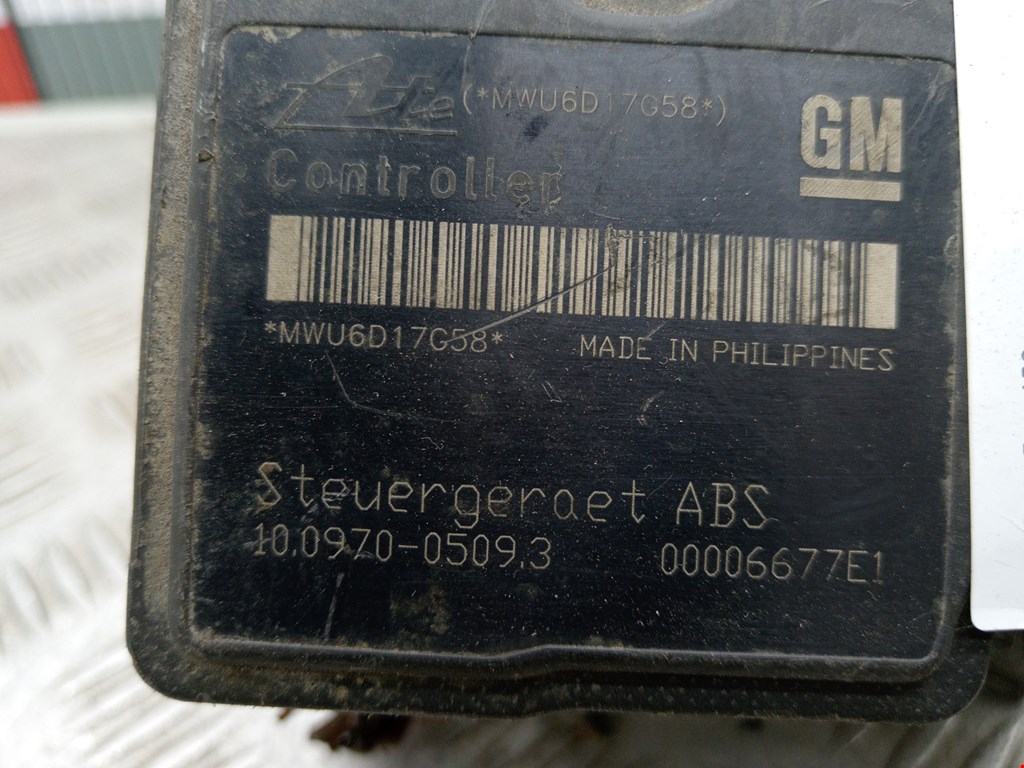 Ate (*MWU6D17G58*)
GM
Controller
*MWU6D17G58* MADE IN PHILIPPINES
Steuergeraet ABS
10.0970-0509.3 00006677E1